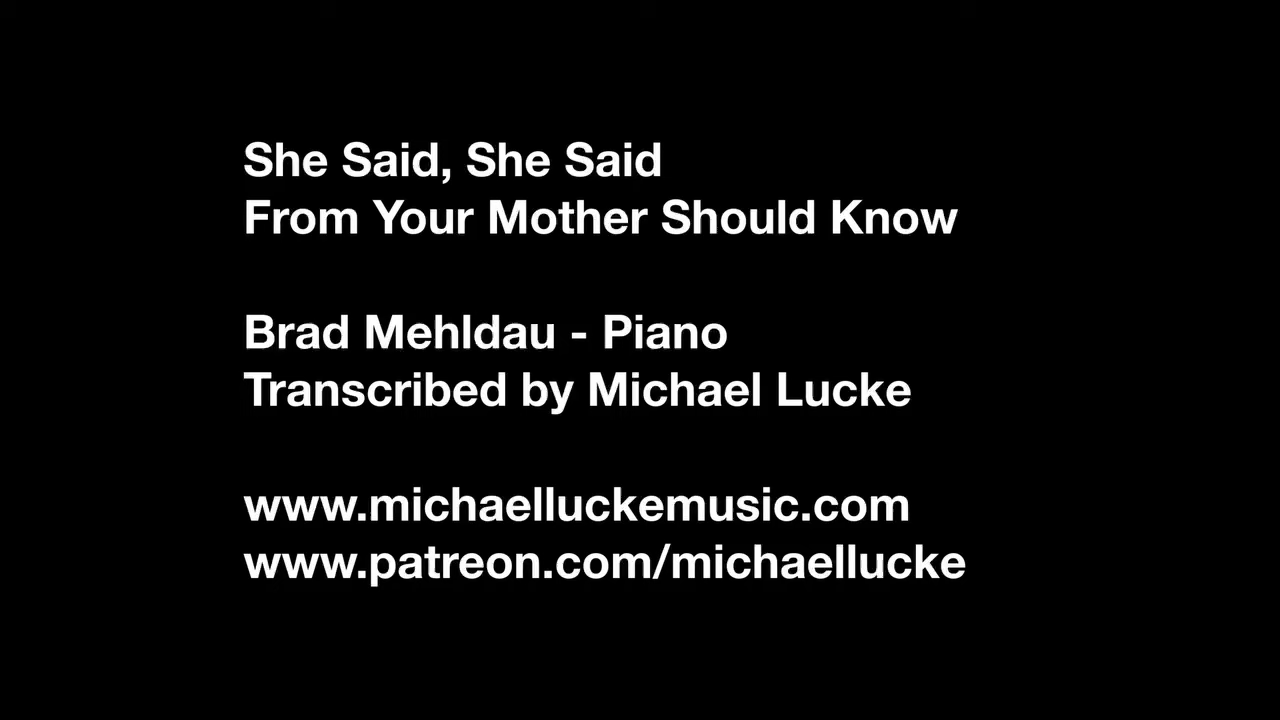 She Said, She Said
From Your Mother Should Know
Brad Mehldau - Piano
Transcribed by Michael Lucke
www.michaelluckemusic.com
www.patreon.com/michaellucke